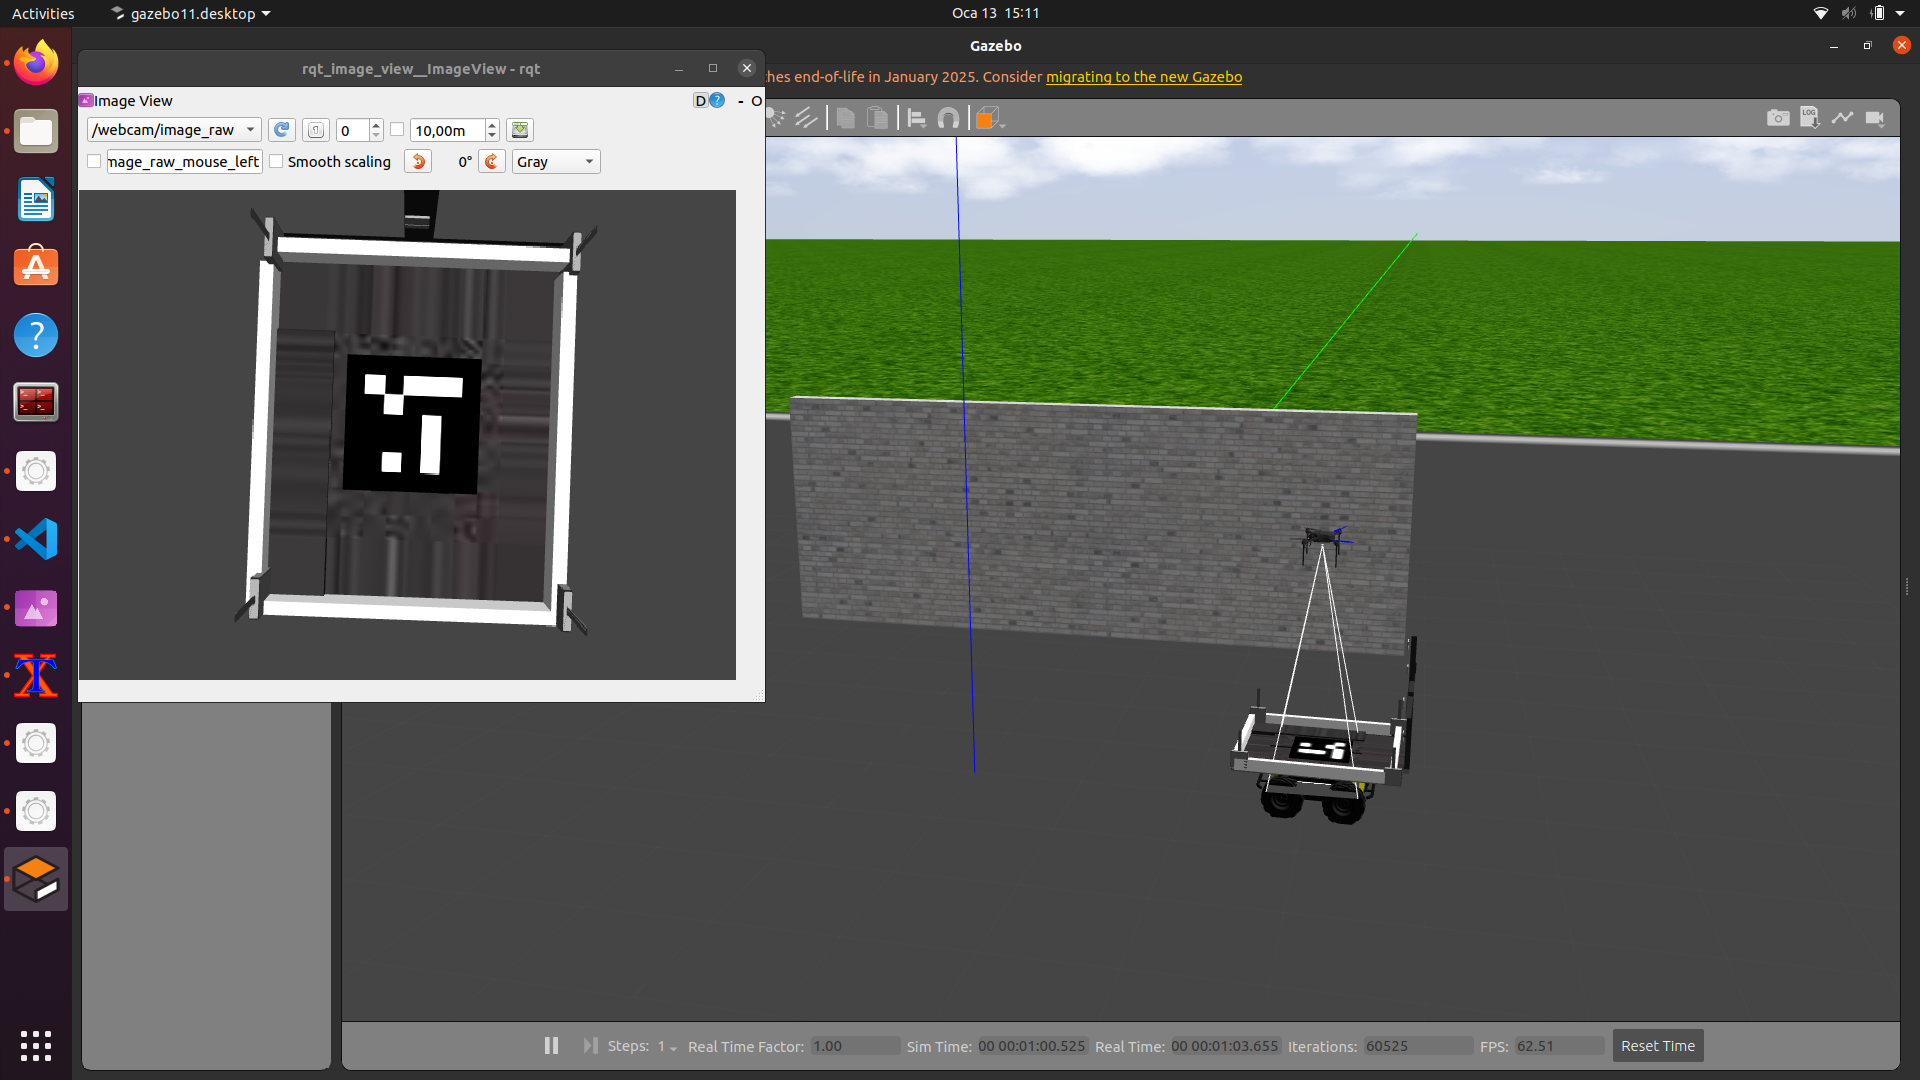 Activities
gazebo11.desktop
Oca 13 15:11
Gazebo
rqt_image_view__ImageView - rqt
hes end-of-life in January 2025. Consider migrating to the new Gazebo
Image View
D
?
- O
/webcam/image_raw
0
10,00m
mage_raw_mouse_left
Smooth scaling
0°
Gray
LOG
Steps: 1
Real Time Factor: 1.00
Sim Time: 00 00:01:00.525
Real Time: 00 00:01:03.655
Iterations: 60525
FPS: 62.51
Reset Time